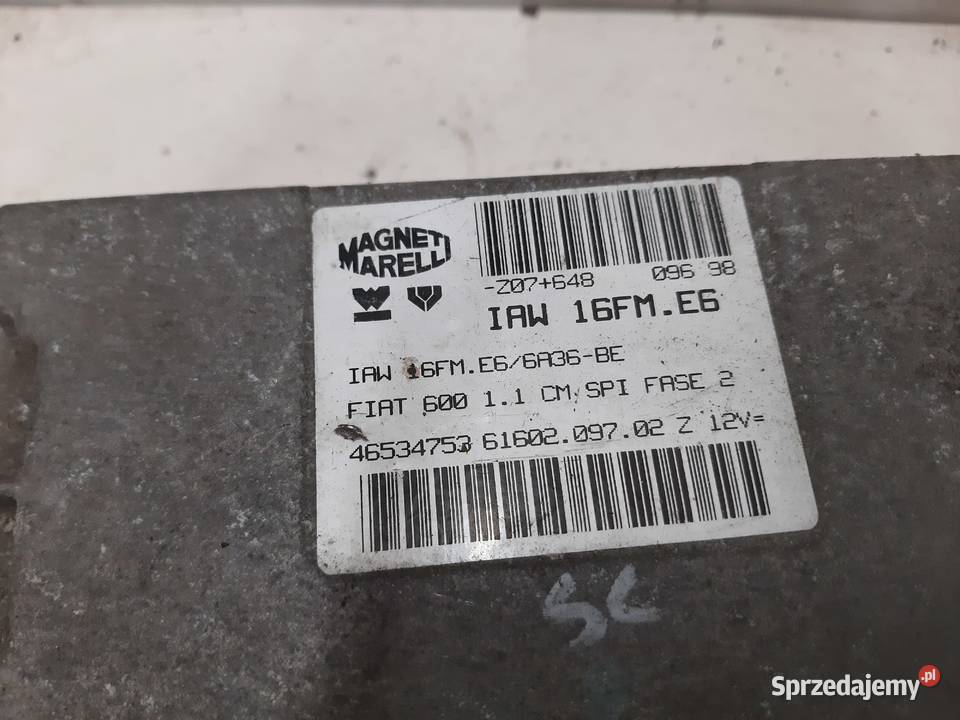 MAGNETI
MARELLI
-Z07+648 096 98
IAW 16FM.E6
IAW 16FM.E6/6A36-BE
FIAT 600 1.1 CM/SPI FASE 2
46534753 61602.097.02 Z 12V=
SC
Sprzedajemy.pl